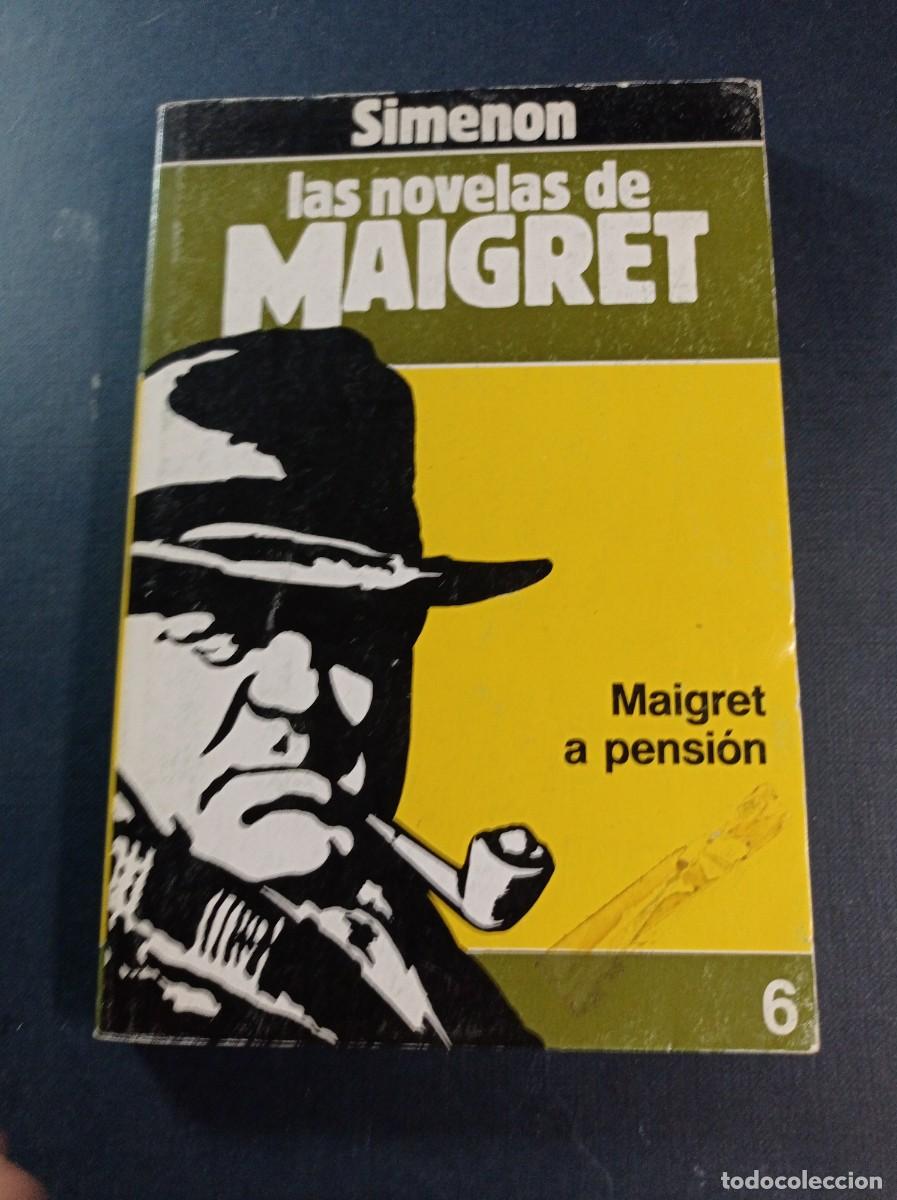 Simenon
las novelas de
MAIGRET
Maigret
a pensión
6
todocoleccion